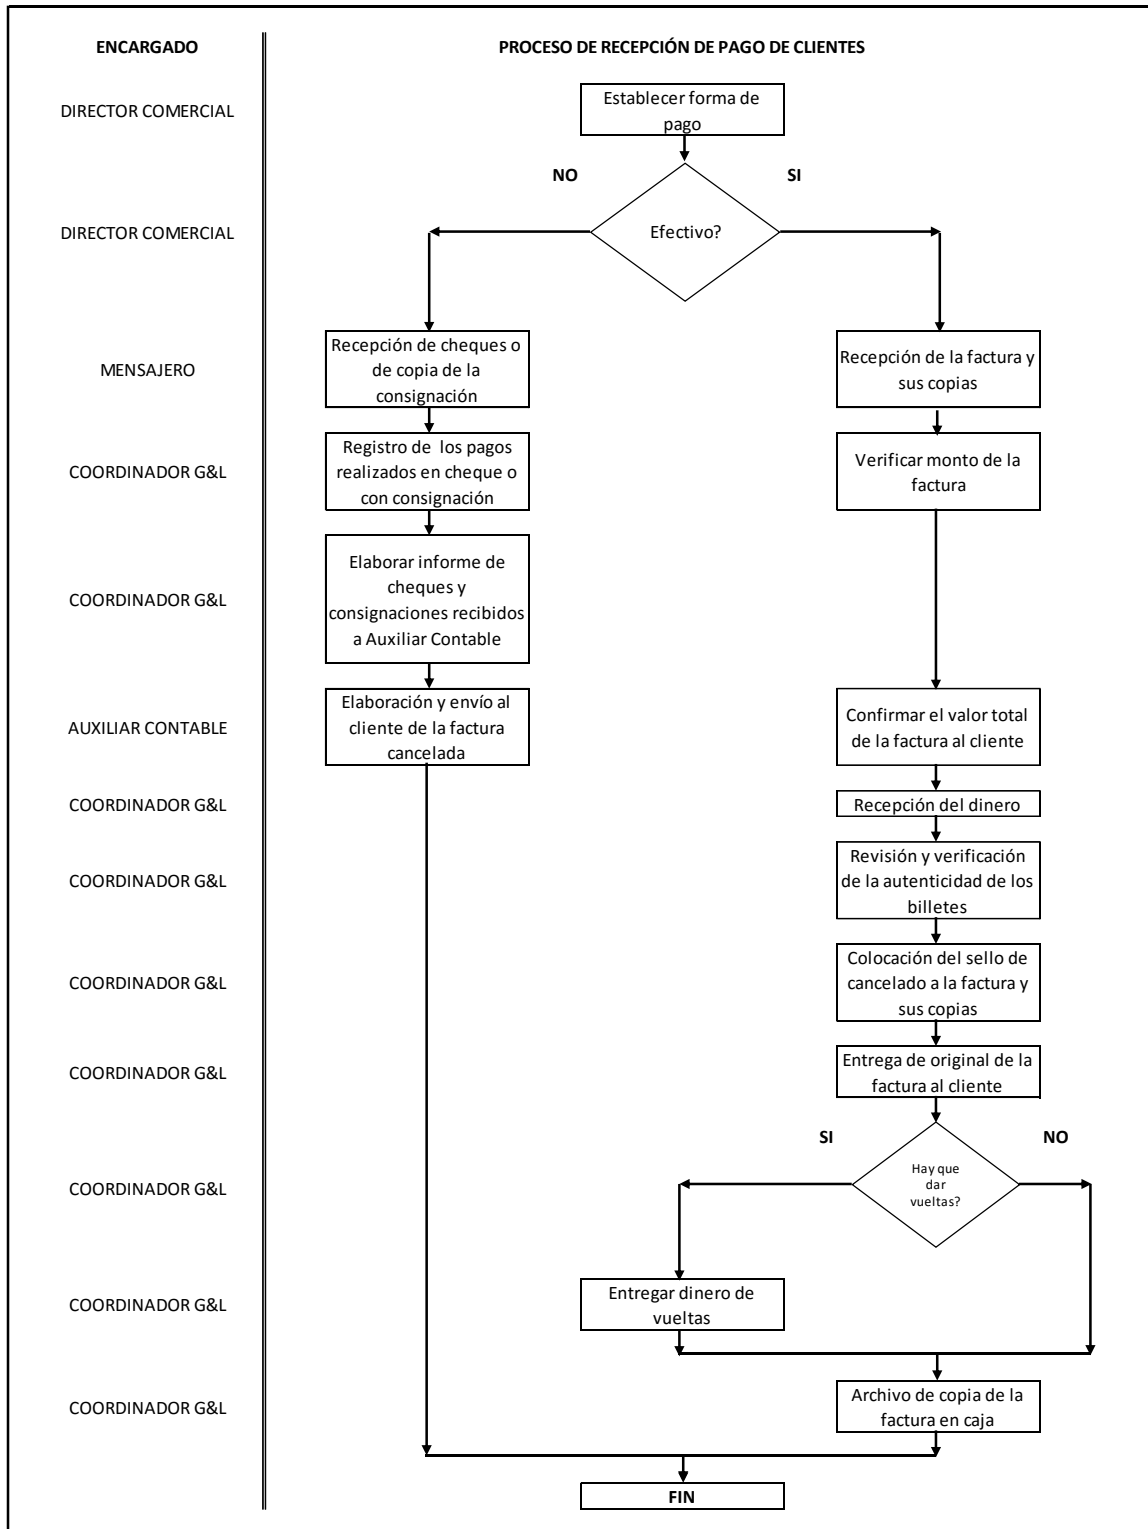 ENCARGADO
PROCESO DE RECEPCIÓN DE PAGO DE CLIENTES
DIRECTOR COMERCIAL
Establecer forma de
pago
NO
SI
DIRECTOR COMERCIAL
Efectivo?
MENSAJERO
Recepción de cheques o
de copia de la
consignación
Recepción de la factura y
sus copias
COORDINADOR G&L
Registro de los pagos
realizados en cheque o
con consignación
Verificar monto de la
factura
COORDINADOR G&L
Elaborar informe de
cheques y
consignaciones recibidos
a Auxiliar Contable
AUXILIAR CONTABLE
Elaboración y envío al
cliente de la factura
cancelada
Confirmar el valor total
de la factura al cliente
COORDINADOR G&L
Recepción del dinero
COORDINADOR G&L
Revisión y verificación
de la autenticidad de los
billetes
COORDINADOR G&L
Colocación del sello de
cancelado a la factura y
sus copias
COORDINADOR G&L
Entrega de original de la
factura al cliente
SI
NO
COORDINADOR G&L
Hay que
dar
vueltas?
COORDINADOR G&L
Entregar dinero de
vueltas
COORDINADOR G&L
Archivo de copia de la
factura en caja
FIN